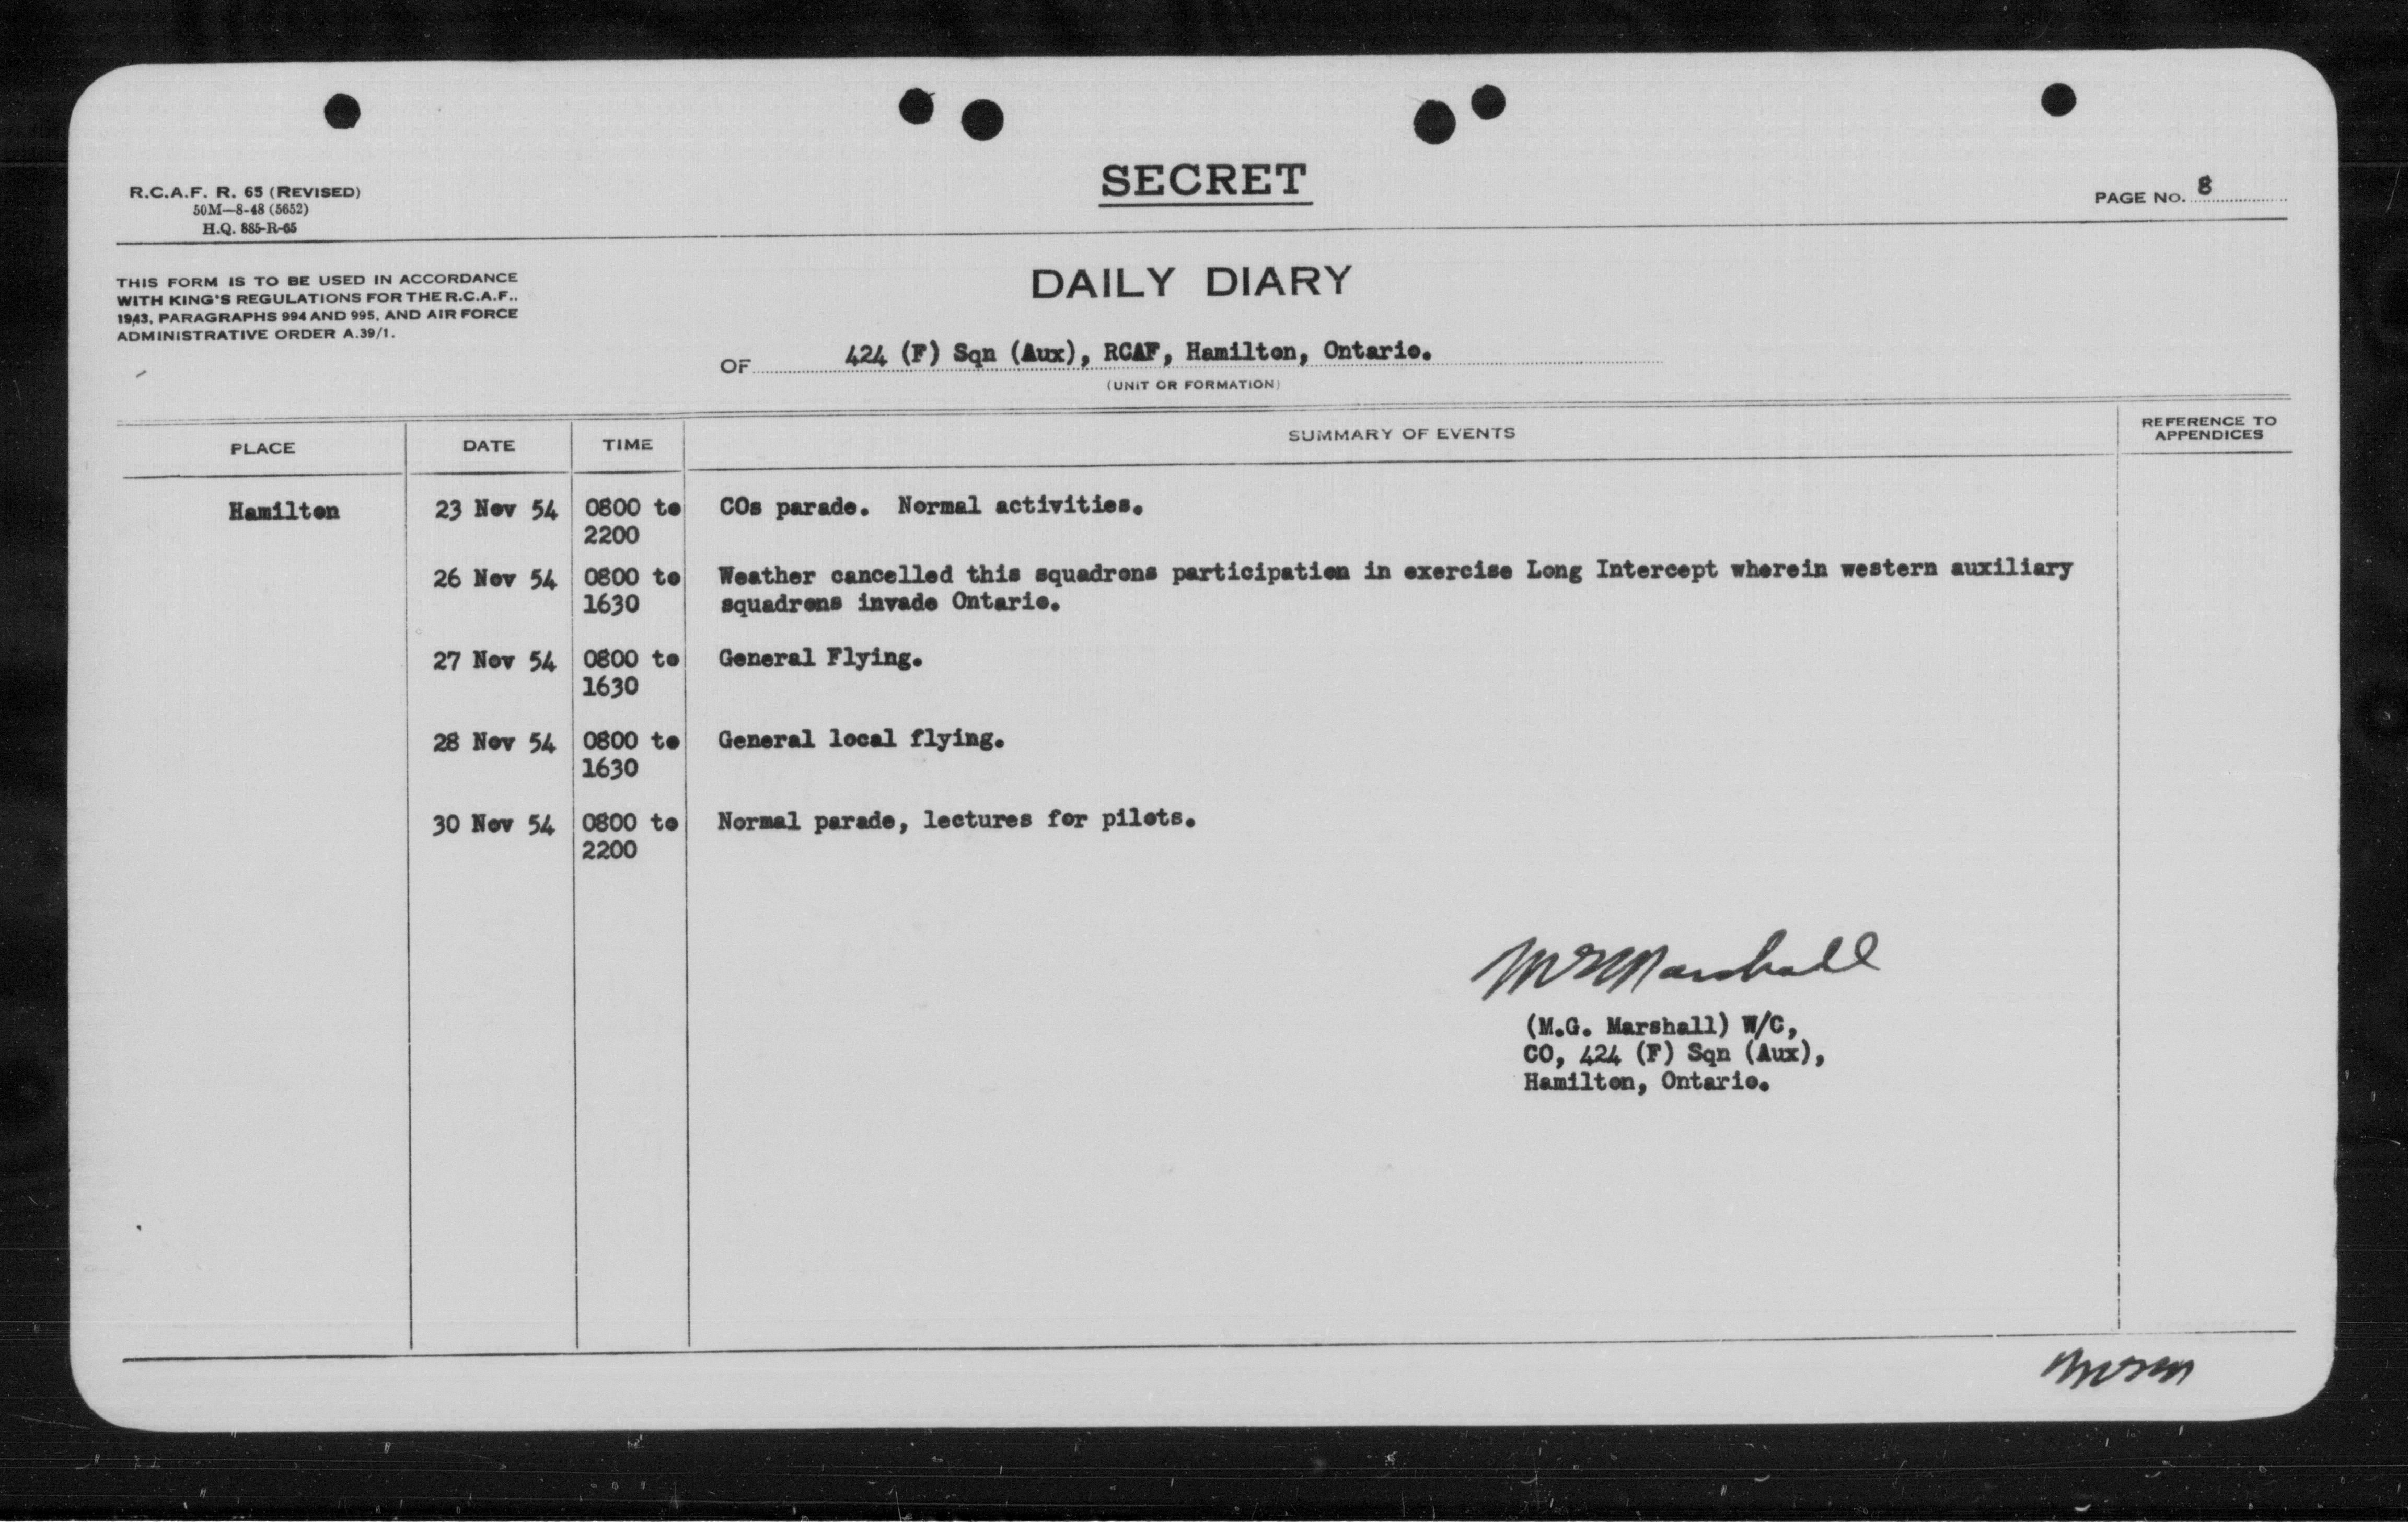 SECRET
R.C.A.F. R. 65 (REVISED)
50M—8-48 (5652)
H.Q. 885-R-65
PAGE NO. 8
THIS FORM IS TO BE USED IN ACCORDANCE
WITH KING'S REGULATIONS FOR THE R.C.A.F.,
1943, PARAGRAPHS 994 AND 995, AND AIR FORCE
ADMINISTRATIVE ORDER A.39/1.
DAILY DIARY
OF 424 (F) Sqn (Aux), RCAF, Hamilton, Ontario.
(UNIT OR FORMATION)
PLACE DATE TIME SUMMARY OF EVENTS REFERENCE TO
APPENDICES
Hamilton 23 Nov 54 0800 to COs parade. Normal activities.
2200
26 Nov 54 0800 to Weather cancelled this squadrons participation in exercise Long Intercept wherein western auxiliary
1630 squadrons invade Ontario.
27 Nov 54 0800 to General Flying.
1630
28 Nov 54 0800 to General local flying.
1630
30 Nov 54 0800 to Normal parade, lectures for pilots.
2200
MGMarshall
(M.G. Marshall) W/C,
CO, 424 (F) Sqn (Aux),
Hamilton, Ontario.